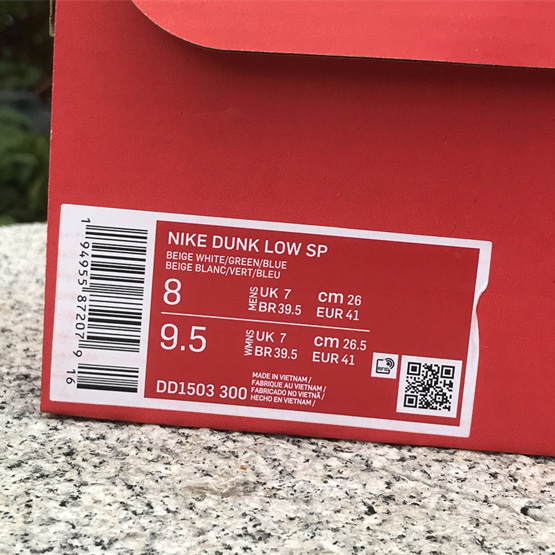 NIKE DUNK LOW SP
BEIGE WHITE/GREEN/BLUE
BEIGE BLANC/VERT/BLEU
8 MENS UK 7 cm 26
BR 39.5 EUR 41
9.5 WMNS UK 7 cm 26.5
BR 39.5 EUR 41
MADE IN VIETNAM /
FABRIQUE AU VIETNAM /
FABRICADO NO VIETNÃ /
HECHO EN VIETNAM /
DD1503 300
RFID
1 94955 87207 9 16